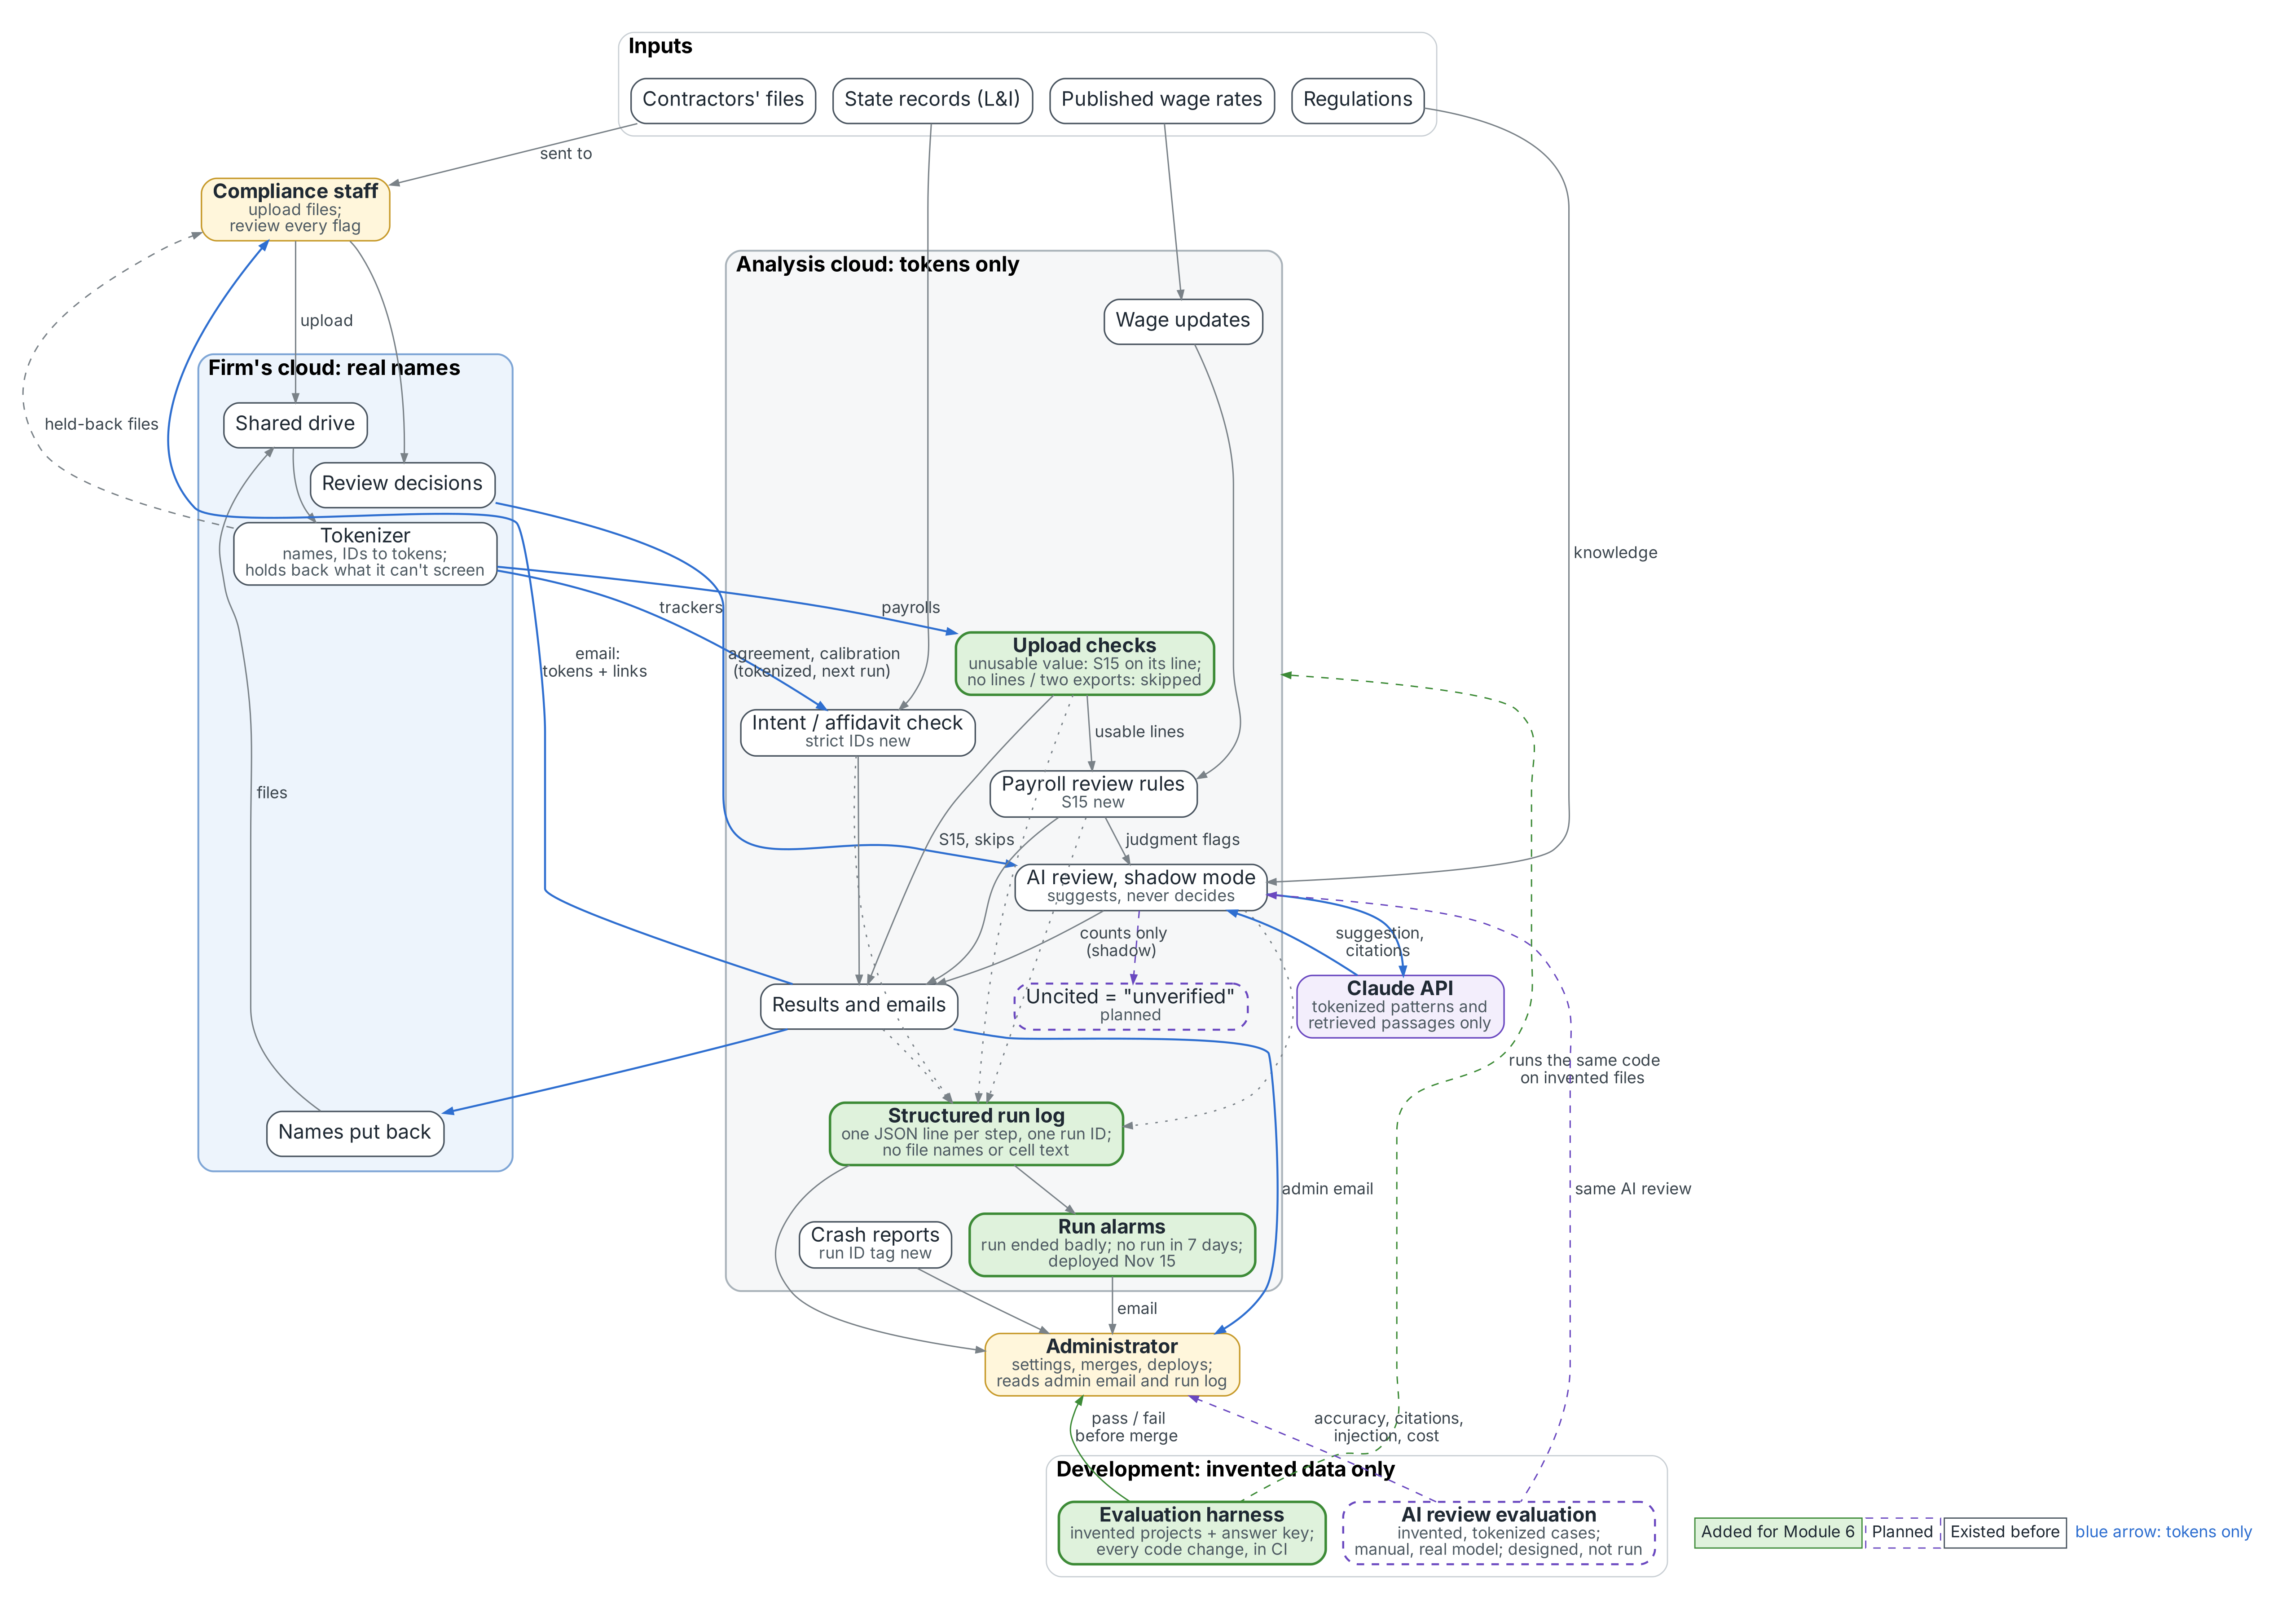 Inputs
Contractors' files
State records (L&I)
Published wage rates
Regulations
sent to
Compliance staff
upload files;
review every flag
upload
held-back files
Firm's cloud: real names
Shared drive
Review decisions
Tokenizer
names, IDs to tokens;
holds back what it can't screen
files
Names put back
email:
tokens + links
Analysis cloud: tokens only
Wage updates
knowledge
trackers
payrolls
agreement, calibration
(tokenized, next run)
Upload checks
unusable value: S15 on its line;
no lines / two exports: skipped
Intent / affidavit check
strict IDs new
usable lines
Payroll review rules
S15 new
S15, skips
judgment flags
AI review, shadow mode
suggests, never decides
counts only
(shadow)
suggestion,
citations
Results and emails
Uncited = "unverified"
planned
Claude API
tokenized patterns and
retrieved passages only
runs the same code
on invented files
Structured run log
one JSON line per step, one run ID;
no file names or cell text
admin email
same AI review
Crash reports
run ID tag new
Run alarms
run ended badly; no run in 7 days;
deployed Nov 15
email
Administrator
settings, merges, deploys;
reads admin email and run log
pass / fail
before merge
accuracy, citations,
injection, cost
Development: invented data only
Evaluation harness
invented projects + answer key;
every code change, in CI
AI review evaluation
invented, tokenized cases;
manual, real model; designed, not run
Added for Module 6
Planned
Existed before
blue arrow: tokens only